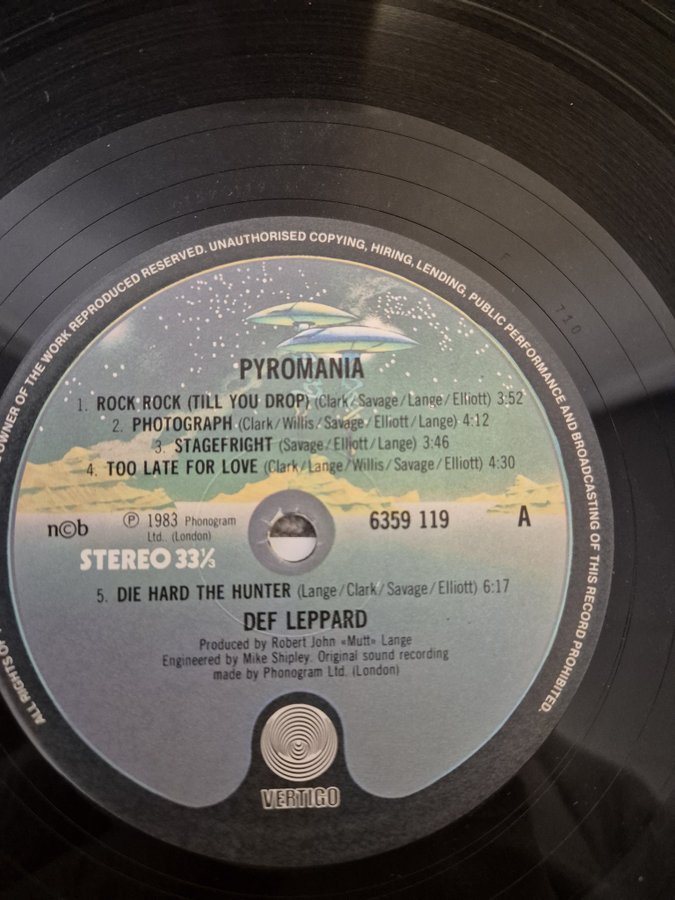 OWNER OF THE WORK REPRODUCED RESERVED. UNAUTHORISED COPYING, HIRING, LENDING, PUBLIC PERFORMANCE AND BROADCASTING OF THIS RECORD PROHIBITED.
PYROMANIA
1. ROCK ROCK (TILL YOU DROP) (Clark/Savage/Lange/Elliott) 3:52
2. PHOTOGRAPH (Clark/Willis/Savage/Elliott/Lange) 4:12
3. STAGEFRIGHT (Savage/Elliott/Lange) 3:46
4. TOO LATE FOR LOVE (Clark/Lange/Willis/Savage/Elliott) 4:30
n©b
℗ 1983 Phonogram
Ltd. (London)
6359 119
A
STEREO 33⅓
5. DIE HARD THE HUNTER (Lange/Clark/Savage/Elliott) 6:17
DEF LEPPARD
Produced by Robert John «Mutt» Lange
Engineered by Mike Shipley. Original sound recording
made by Phonogram Ltd. (London)
VERTIGO
ALL RIGHTS OF
710